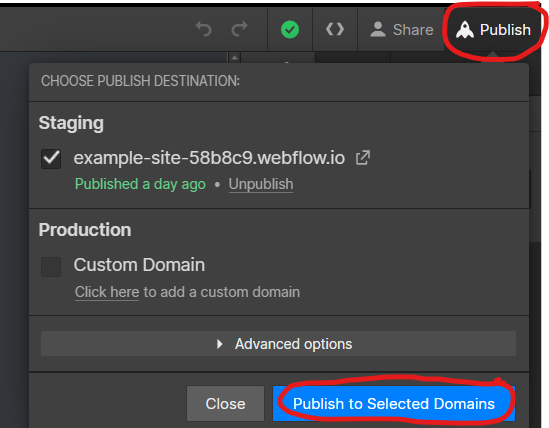 Share
Publish
CHOOSE PUBLISH DESTINATION:
Staging
example-site-58b8c9.webflow.io
Published a day ago • Unpublish
Production
Custom Domain
Click here to add a custom domain
Advanced options
Close
Publish to Selected Domains